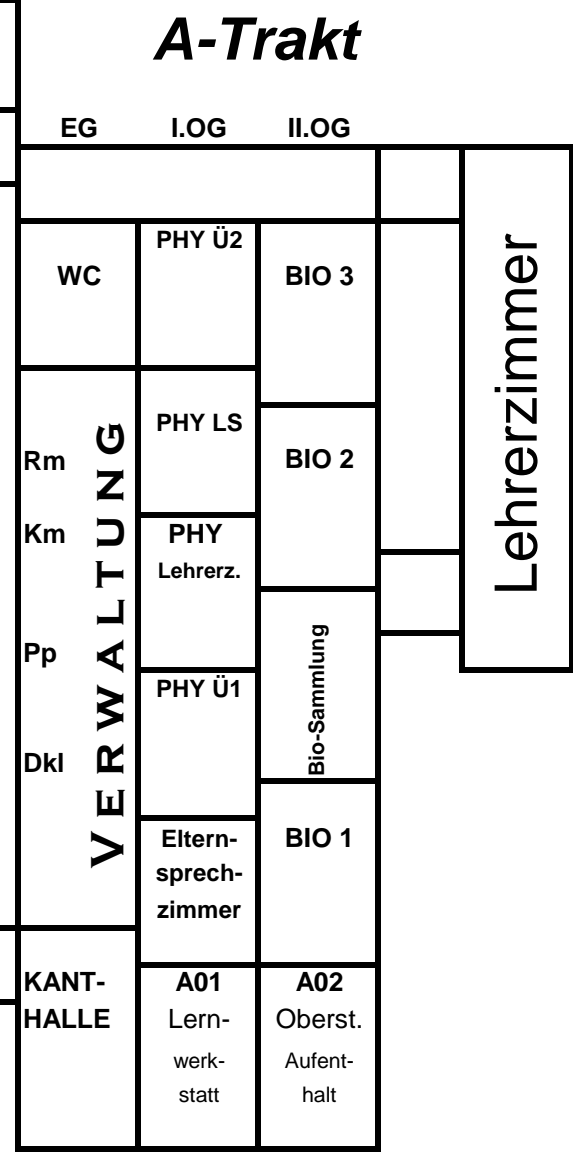 A-Trakt
EG I.OG II.OG
WC
Rm
Km
Pp
Dkl
VERWALTUNG
KANT-
HALLE
PHY Ü2
PHY LS
PHY
Lehrerz.
PHY Ü1
Eltern-
sprech-
zimmer
A01
Lern-
werk-
statt
BIO 3
BIO 2
Bio-Sammlung
BIO 1
A02
Oberst.
Aufent-
halt
Lehrerzimmer